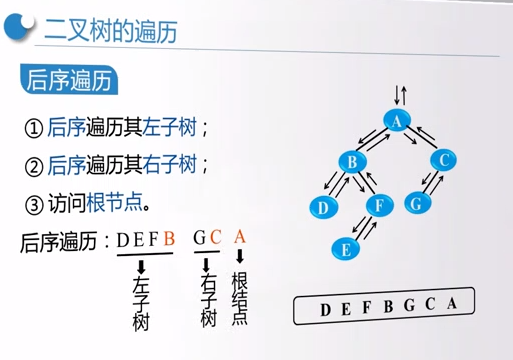 二叉树的遍历
后序遍历
① 后序遍历其左子树；
② 后序遍历其右子树；
③ 访问根节点。
后序遍历：D E F B G C A
左子树
右子树
根结点
A
B
C
D
F
G
E
D E F B G C A